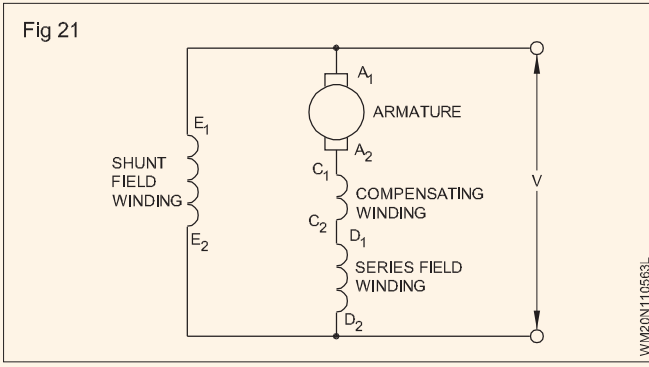 Fig 21
A1
ARMATURE
A2
E1
SHUNT
FIELD
WINDING
E2
C1
COMPENSATING
WINDING
C2
D1
SERIES FIELD
WINDING
D2
V
WM20N110563L